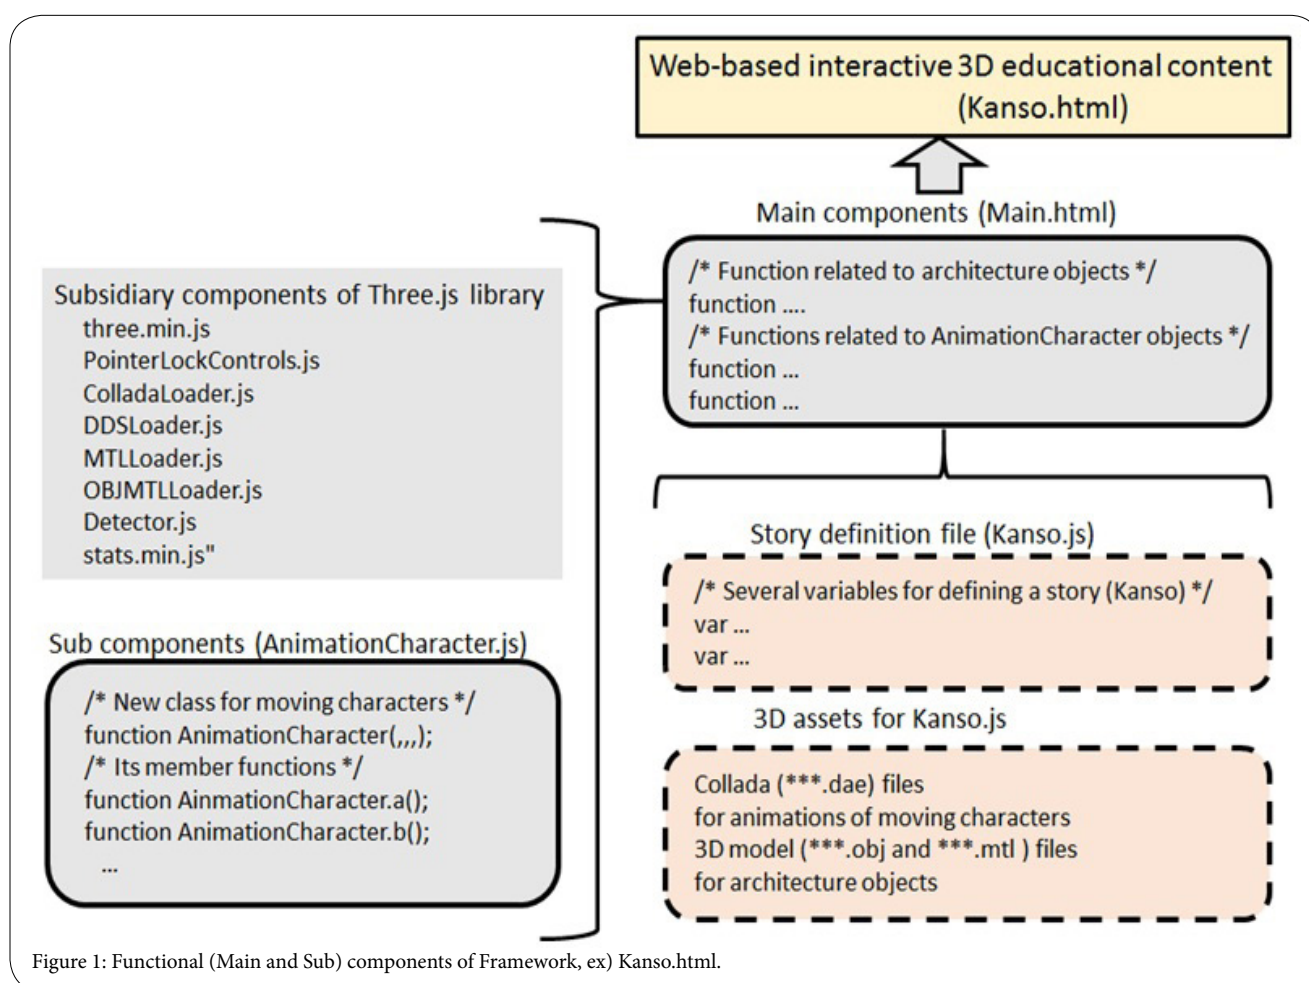 Web-based interactive 3D educational content
(Kanso.html)
Main components (Main.html)
/* Function related to architecture objects */
function ....
/* Functions related to AnimationCharacter objects */
function ...
function ...
Subsidiary components of Three.js library
three.min.js
PointerLockControls.js
ColladaLoader.js
DDSLoader.js
MTLLoader.js
OBJMTLLoader.js
Detector.js
stats.min.js"
Sub components (AnimationCharacter.js)
/* New class for moving characters */
function AnimationCharacter(,,,);
/* Its member functions */
function AinmationCharacter.a();
function AnimationCharacter.b();
...
Story definition file (Kanso.js)
/* Several variables for defining a story (Kanso) */
var ...
var ...
3D assets for Kanso.js
Collada (***.dae) files
for animations of moving characters
3D model (***.obj and ***.mtl ) files
for architecture objects
Figure 1: Functional (Main and Sub) components of Framework, ex) Kanso.html.